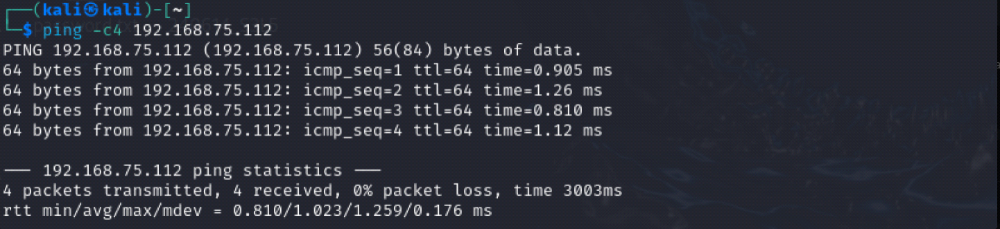 ┌──(kali㉿kali)-[~]
└─$ ping -c4 192.168.75.112
PING 192.168.75.112 (192.168.75.112) 56(84) bytes of data.
64 bytes from 192.168.75.112: icmp_seq=1 ttl=64 time=0.905 ms
64 bytes from 192.168.75.112: icmp_seq=2 ttl=64 time=1.26 ms
64 bytes from 192.168.75.112: icmp_seq=3 ttl=64 time=0.810 ms
64 bytes from 192.168.75.112: icmp_seq=4 ttl=64 time=1.12 ms

── 192.168.75.112 ping statistics ──
4 packets transmitted, 4 received, 0% packet loss, time 3003ms
rtt min/avg/max/mdev = 0.810/1.023/1.259/0.176 ms